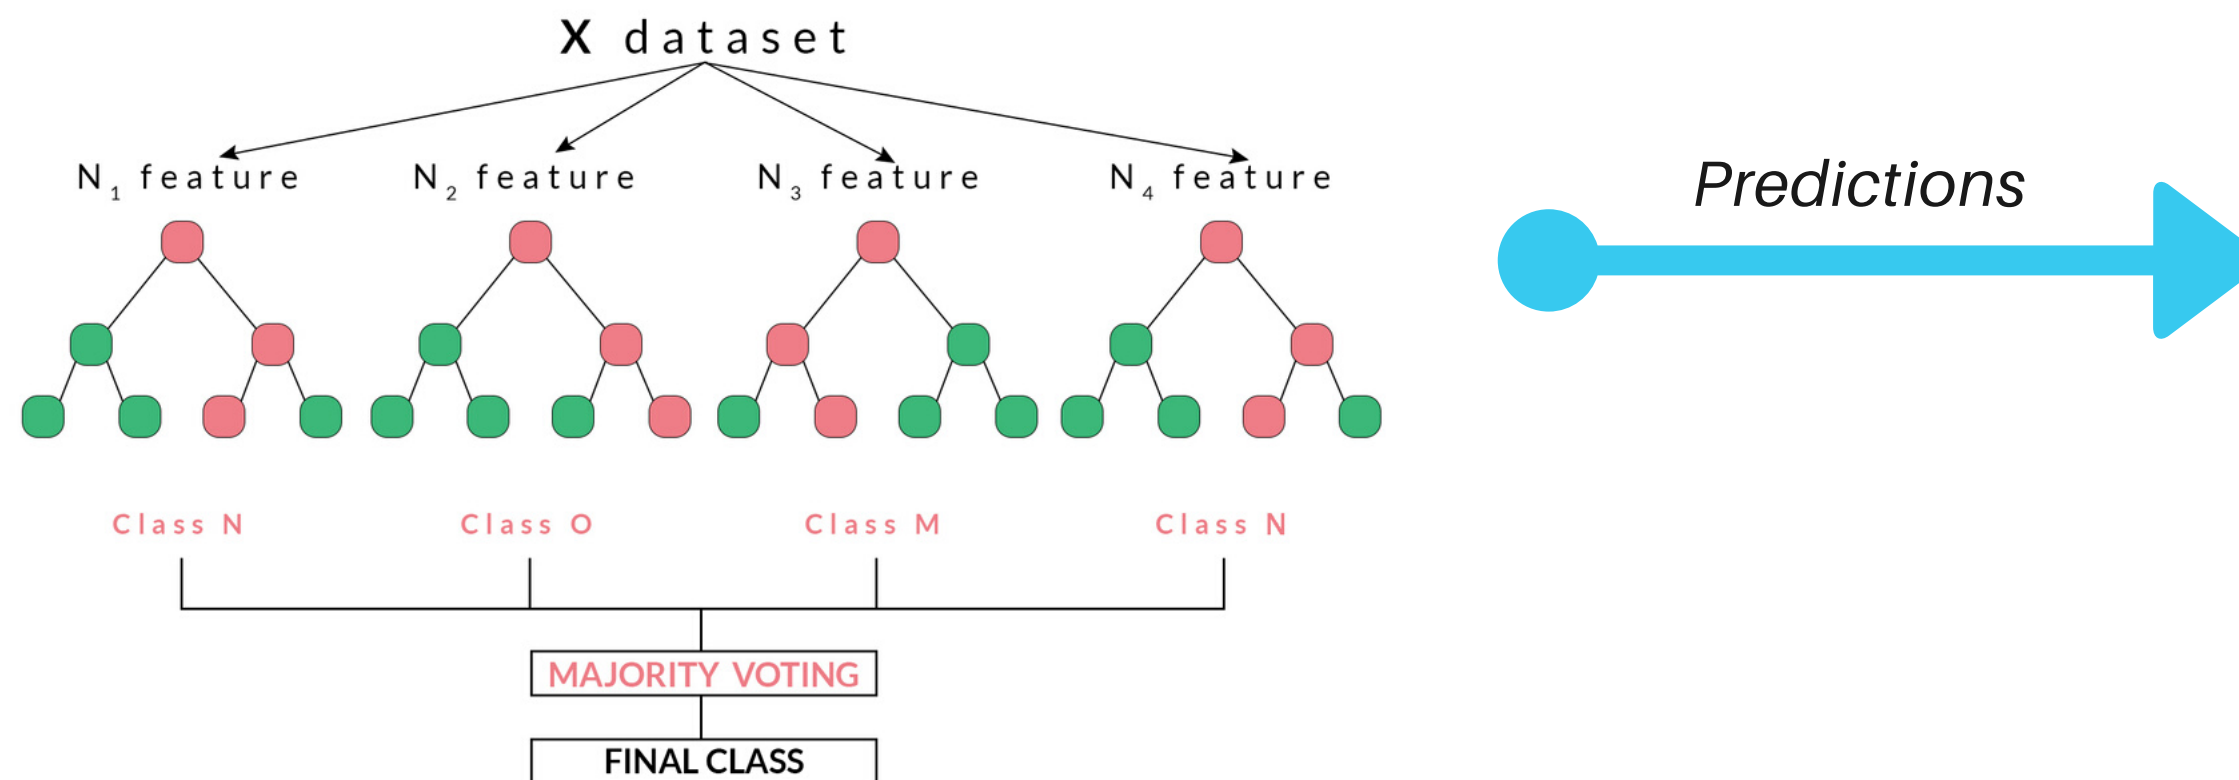 X dataset
N₁ feature
N₂ feature
N₃ feature
N₄ feature
Predictions
Class N
Class O
Class M
Class N
MAJORITY VOTING
FINAL CLASS